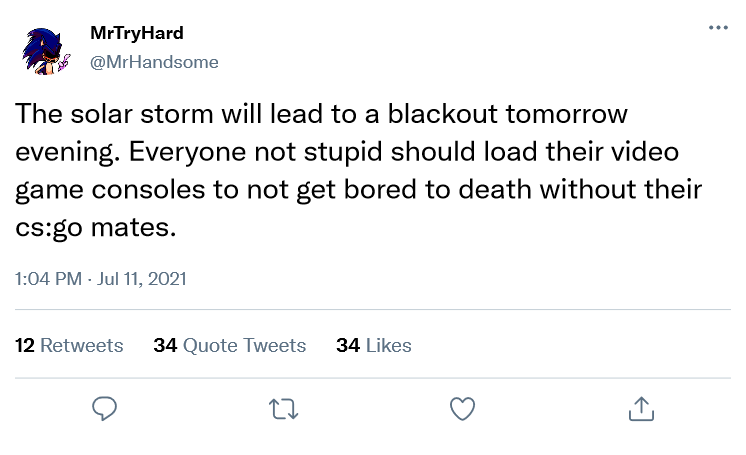 MrTryHard
@MrHandsome
The solar storm will lead to a blackout tomorrow
evening. Everyone not stupid should load their video
game consoles to not get bored to death without their
cs:go mates.
1:04 PM · Jul 11, 2021
12 Retweets 34 Quote Tweets 34 Likes